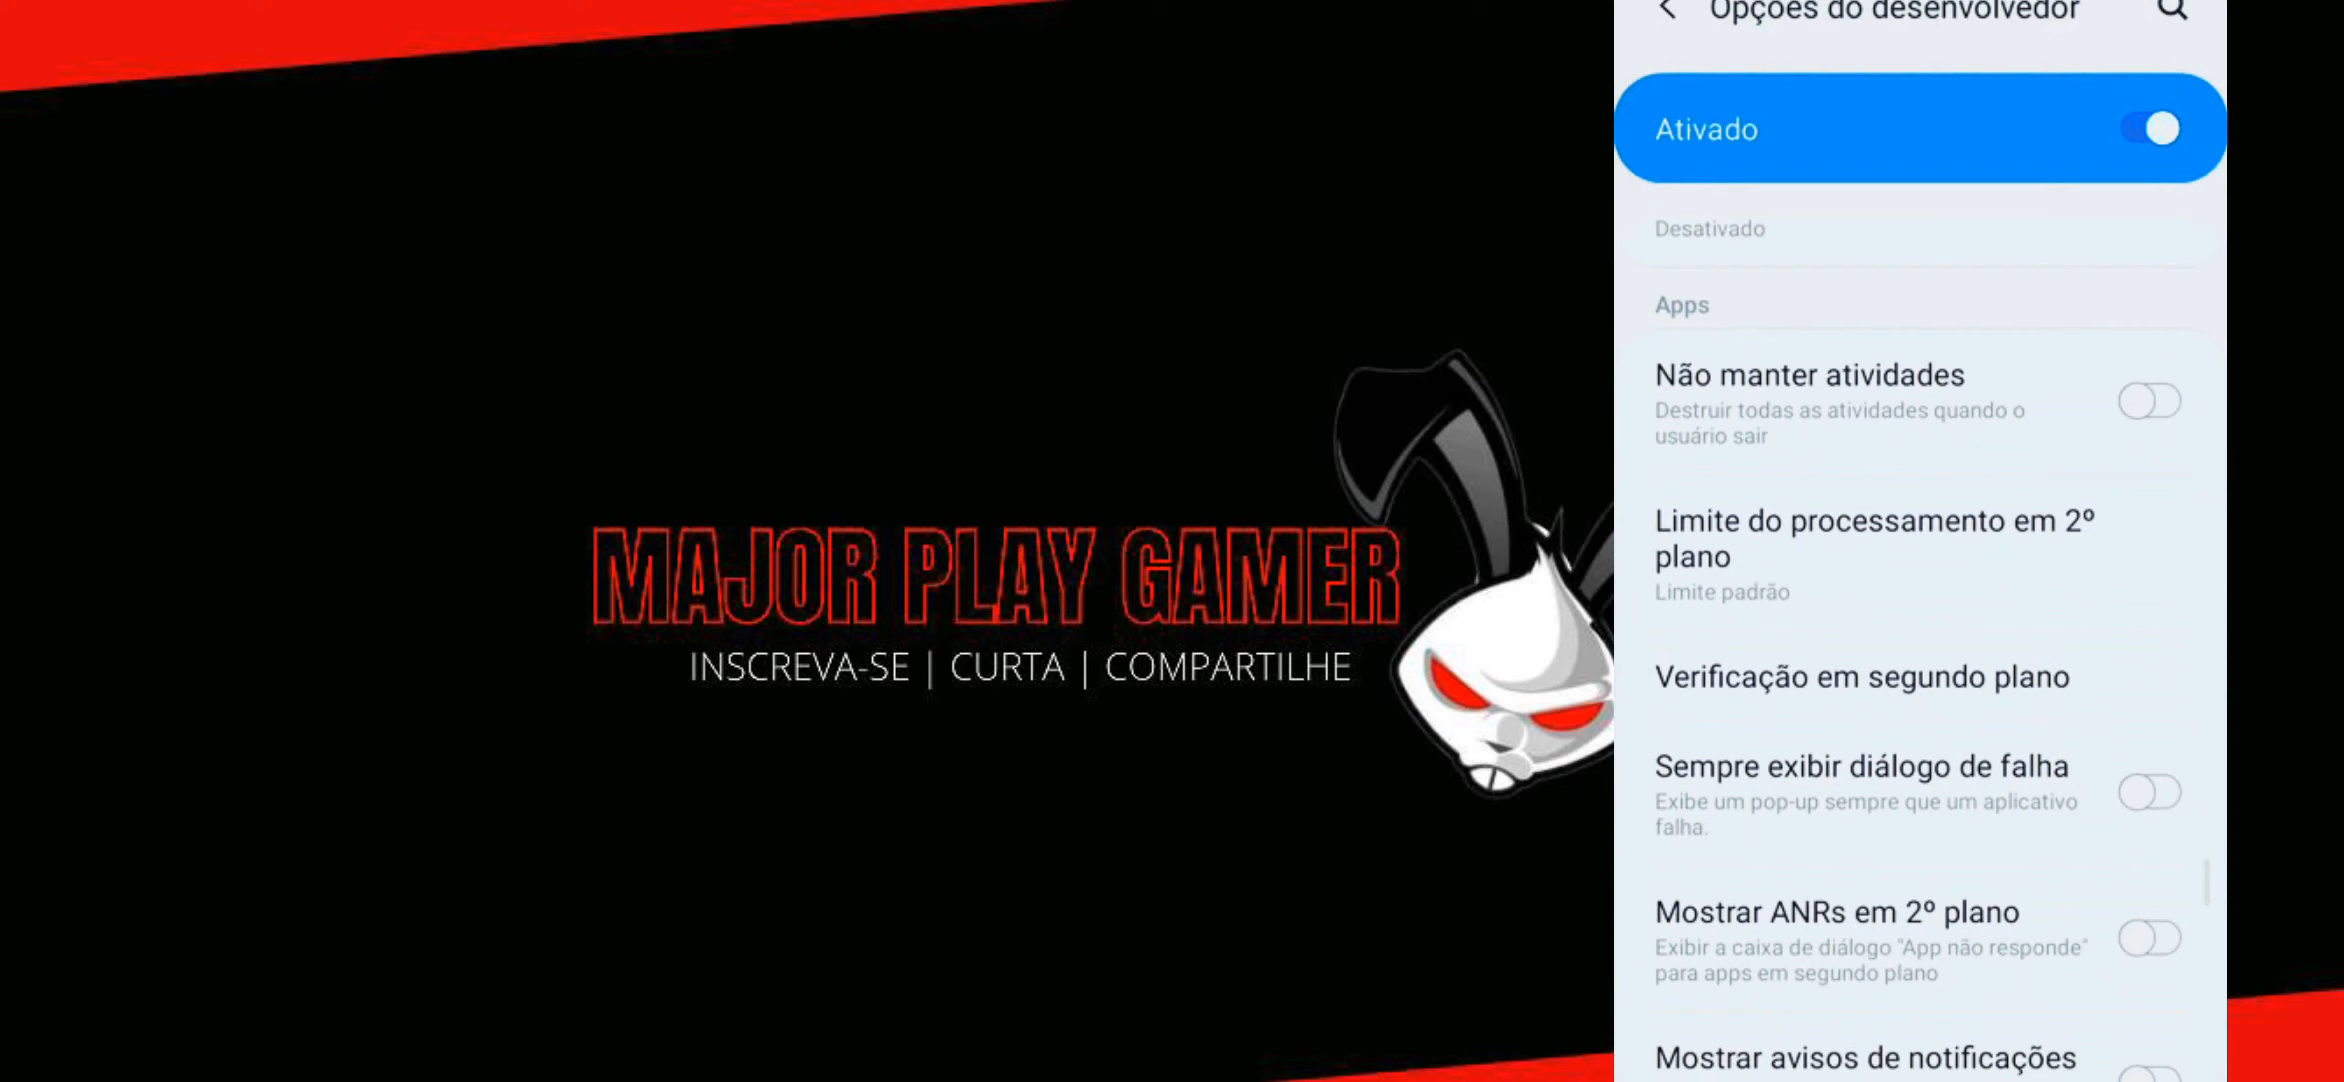 Opções do desenvolvedor
Ativado
Desativado
Apps
Não manter atividades
Destruir todas as atividades quando o
usuário sair
Limite do processamento em 2º
plano
Limite padrão
Verificação em segundo plano
Sempre exibir diálogo de falha
Exibe um pop-up sempre que um aplicativo
falha.
Mostrar ANRs em 2º plano
Exibir a caixa de diálogo "App não responde"
para apps em segundo plano
Mostrar avisos de notificações
MAJOR PLAY GAMER
INSCREVA-SE | CURTA | COMPARTILHE